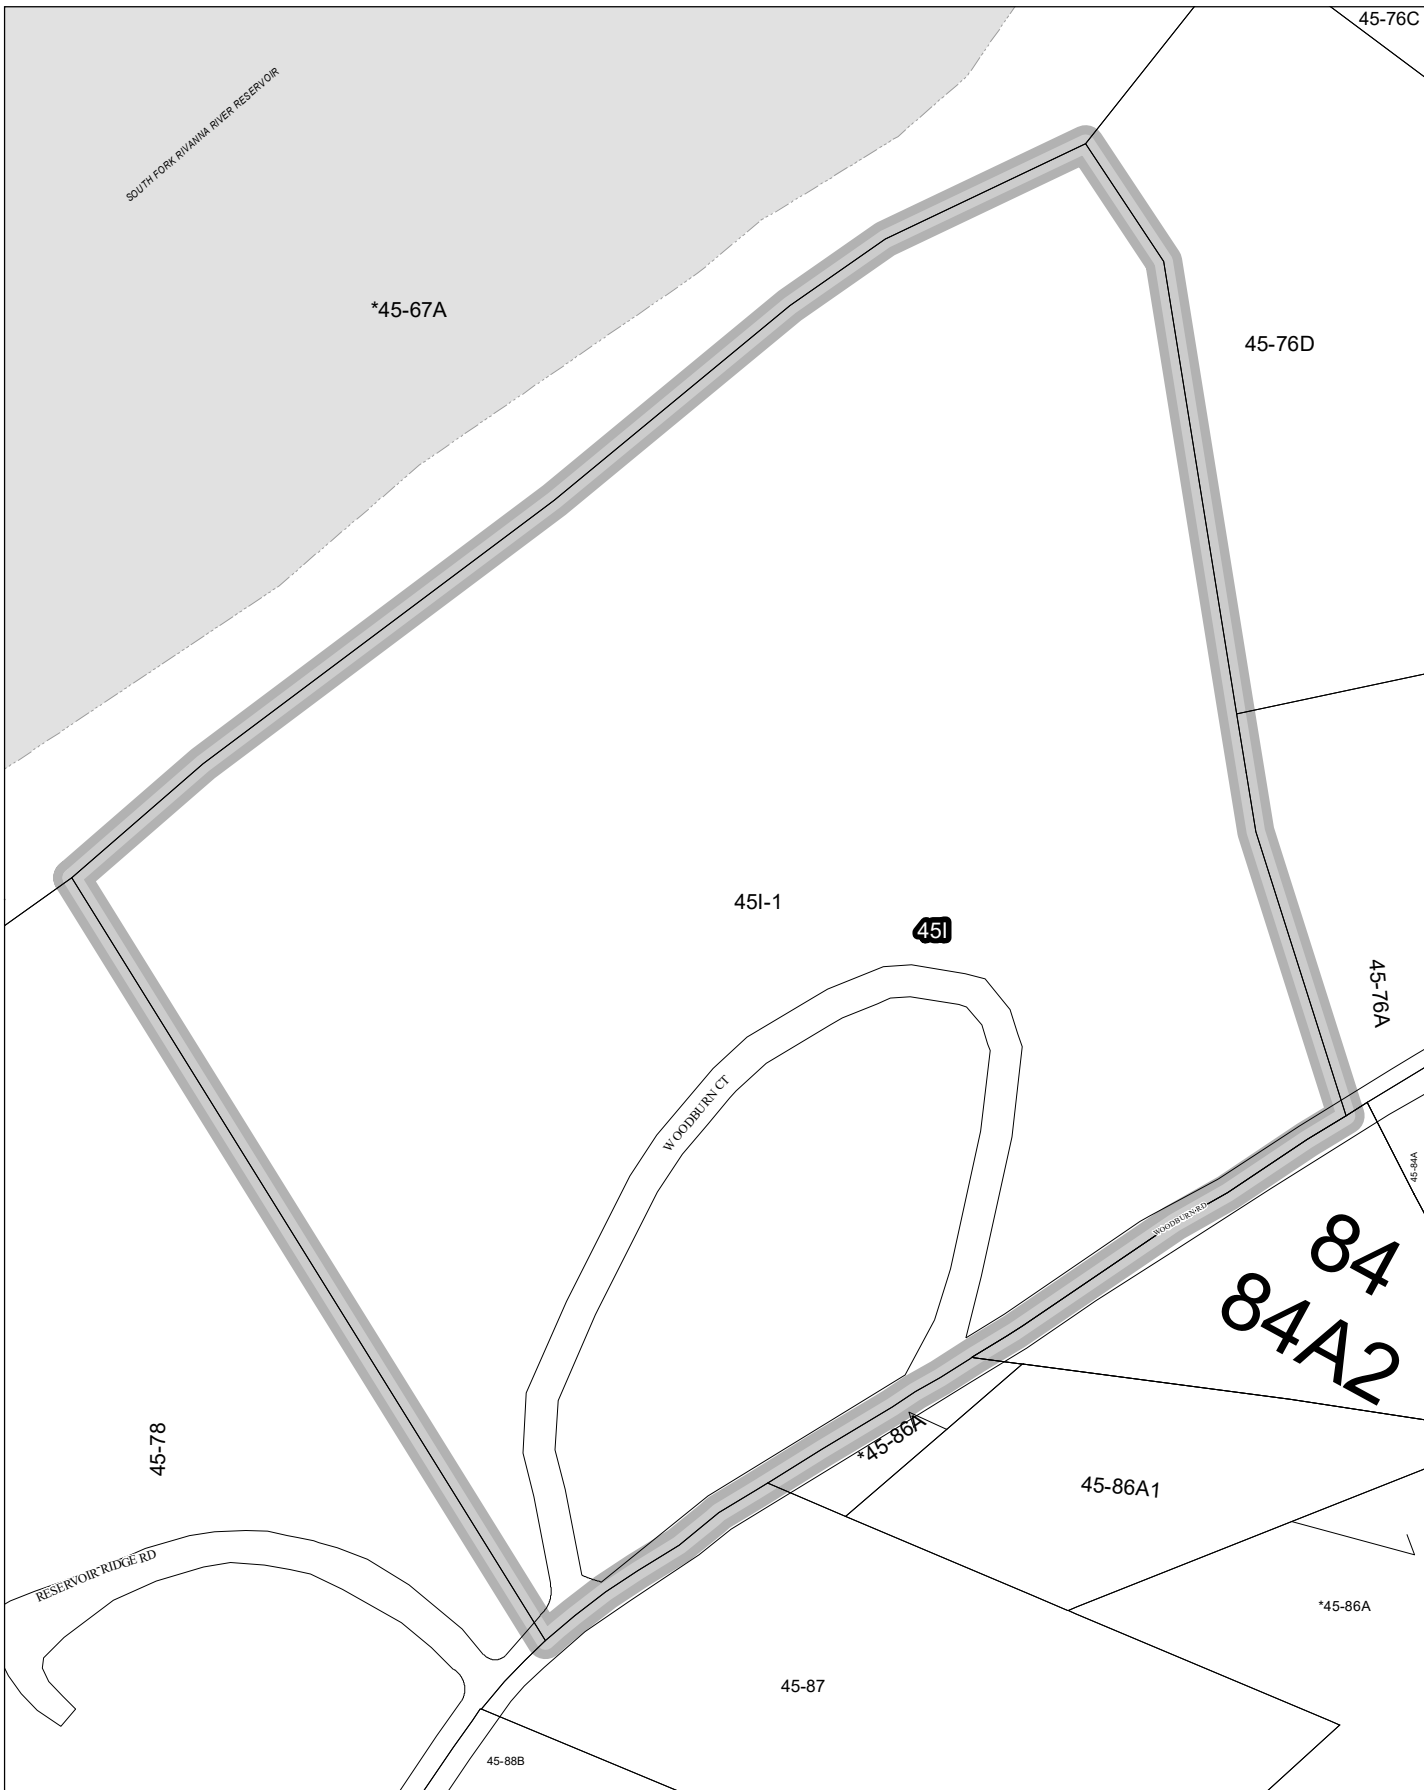 45-76C
SOUTH FORK RIVANNA RIVER RESERVOIR
*45-67A
45-76D
45I-1
45I
45-76A
WOODBURN CT
45-84A
WOODBURN RD
84
84A2
*45-86A
45-78
45-86A1
RESERVOIR RIDGE RD
*45-86A
45-87
45-88B